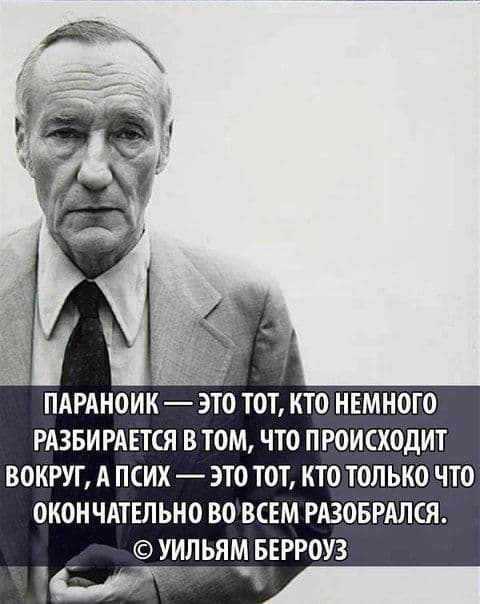 ПАРАНОИК — ЭТО ТОТ, КТО НЕМНОГО
РАЗБИРАЕТСЯ В ТОМ, ЧТО ПРОИСХОДИТ
ВОКРУГ, А ПСИХ — ЭТО ТОТ, КТО ТОЛЬКО ЧТО
ОКОНЧАТЕЛЬНО ВО ВСЕМ РАЗОБРАЛСЯ.
© УИЛЬЯМ БЕРРОУЗ